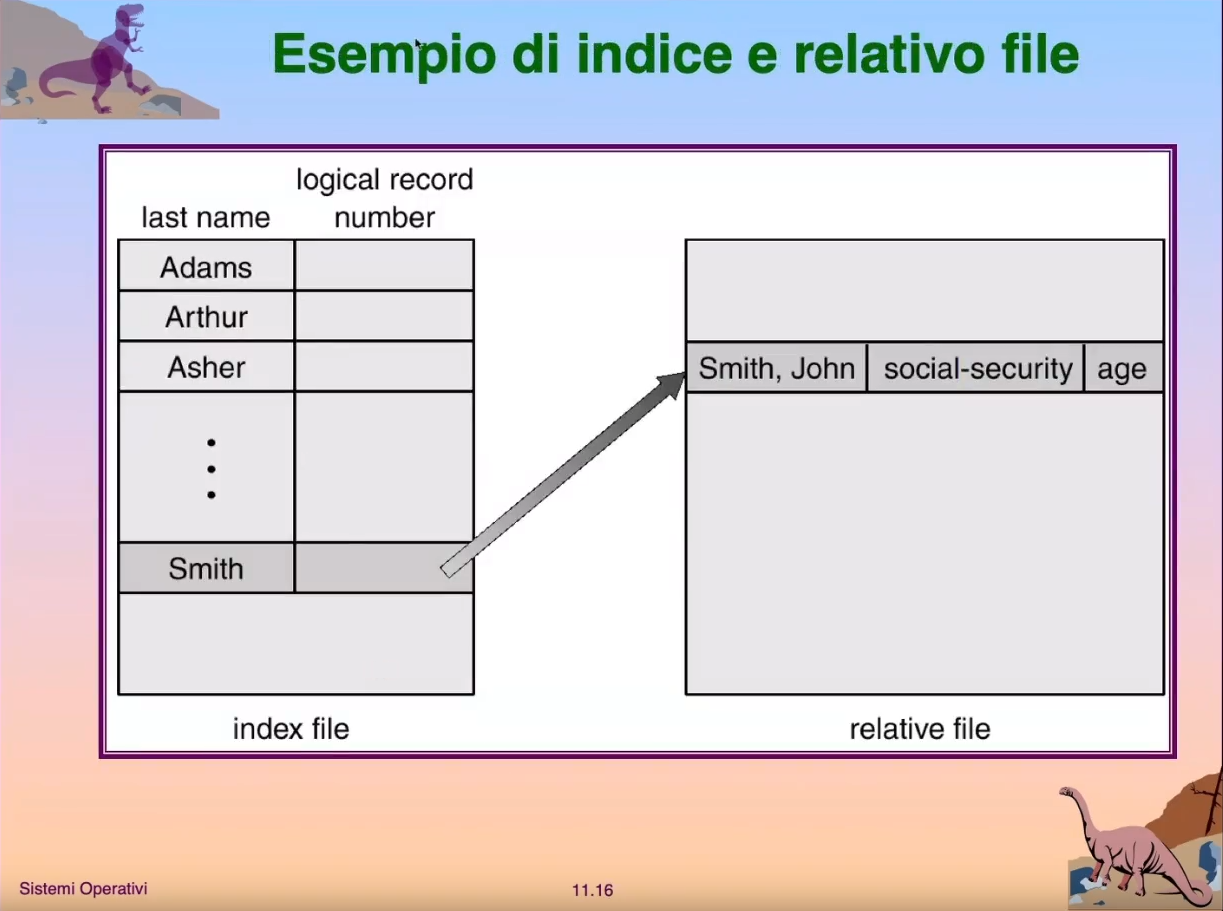 Esempio di indice e relativo file
logical record
last name number
Adams
Arthur
Asher
Smith
Smith, John social-security age
index file
relative file
Sistemi Operativi
11.16